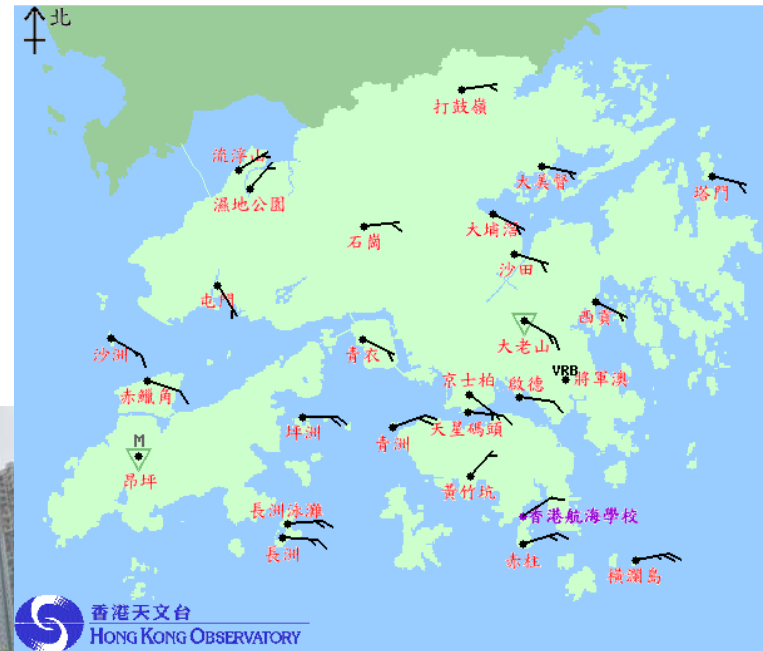 北
打鼓嶺
流浮山
大美督
塔門
濕地公園
大埔滘
石崗
沙田
屯門
西貢
大老山
沙洲
青衣
VRB
將軍澳
赤鱲角
京士柏
啟德
坪洲
天星碼頭
青洲
M
昂坪
黃竹坑
長洲泳灘
香港航海學校
長洲
赤柱
橫瀾島
香港天文台
HONG KONG OBSERVATORY